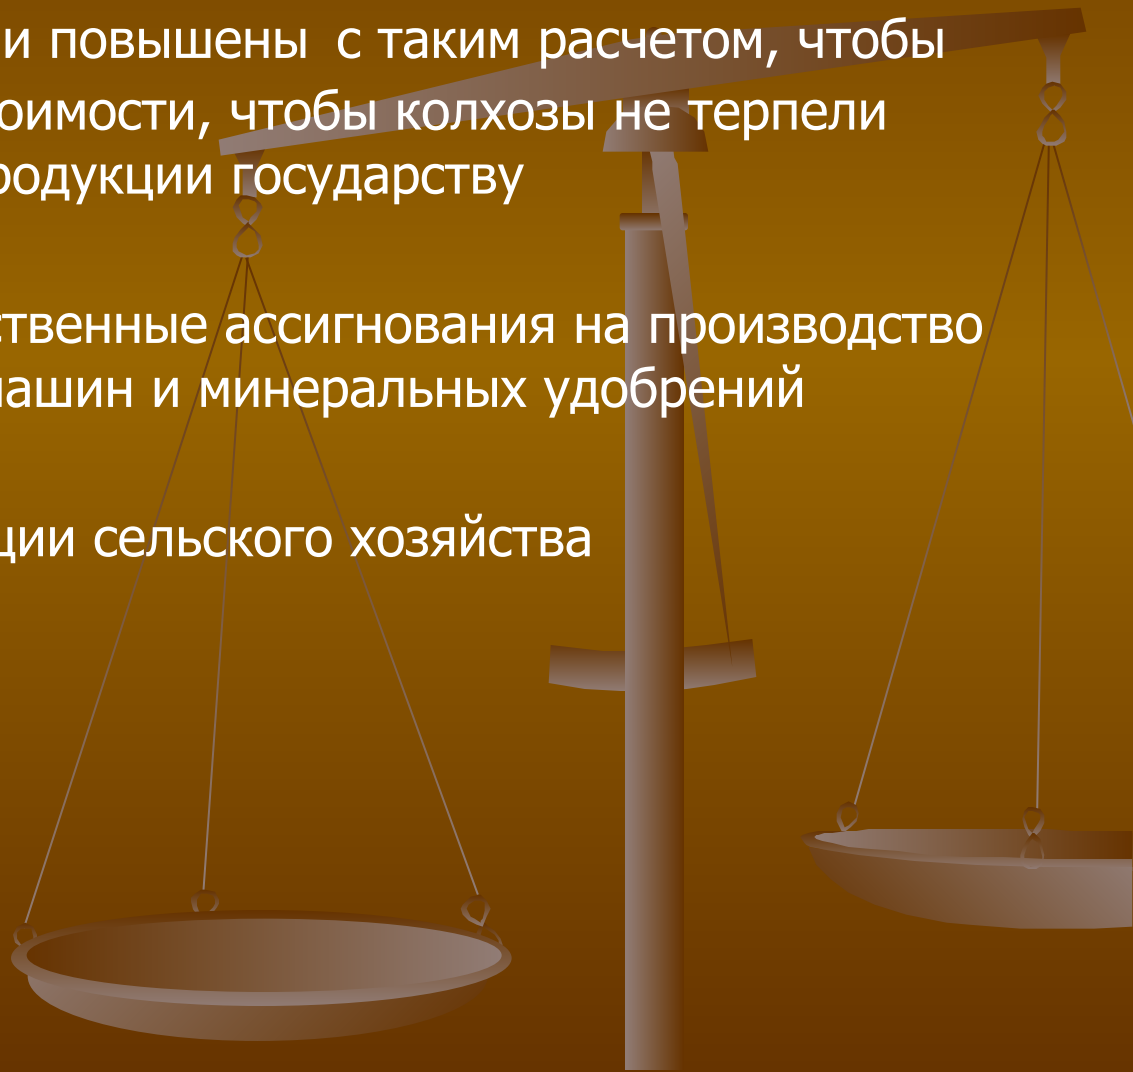 и повышены с таким расчетом, чтобы
оимости, чтобы колхозы не терпели
родукции государству
ственные ассигнования на производство
машин и минеральных удобрений
ции сельского хозяйства